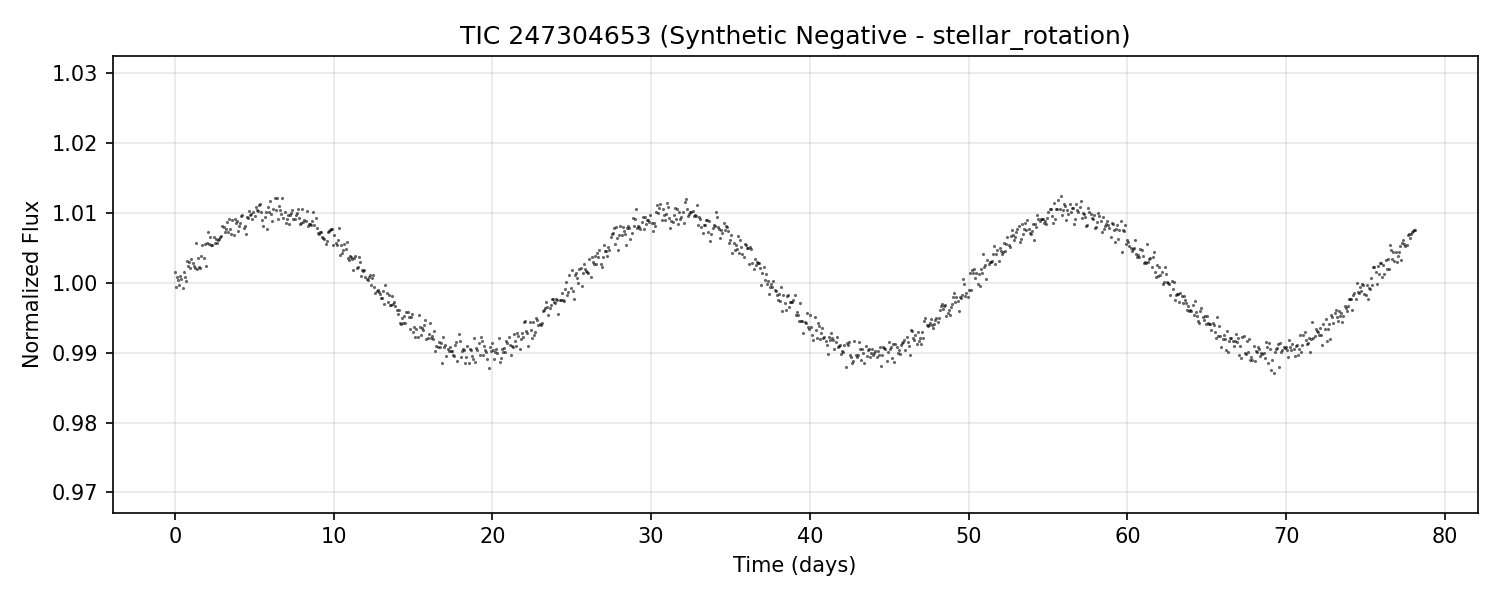 TIC 247304653 (Synthetic Negative - stellar_rotation)
Normalized Flux
1.03
1.02
1.01
1.00
0.99
0.98
0.97
0 10 20 30 40 50 60 70 80
Time (days)